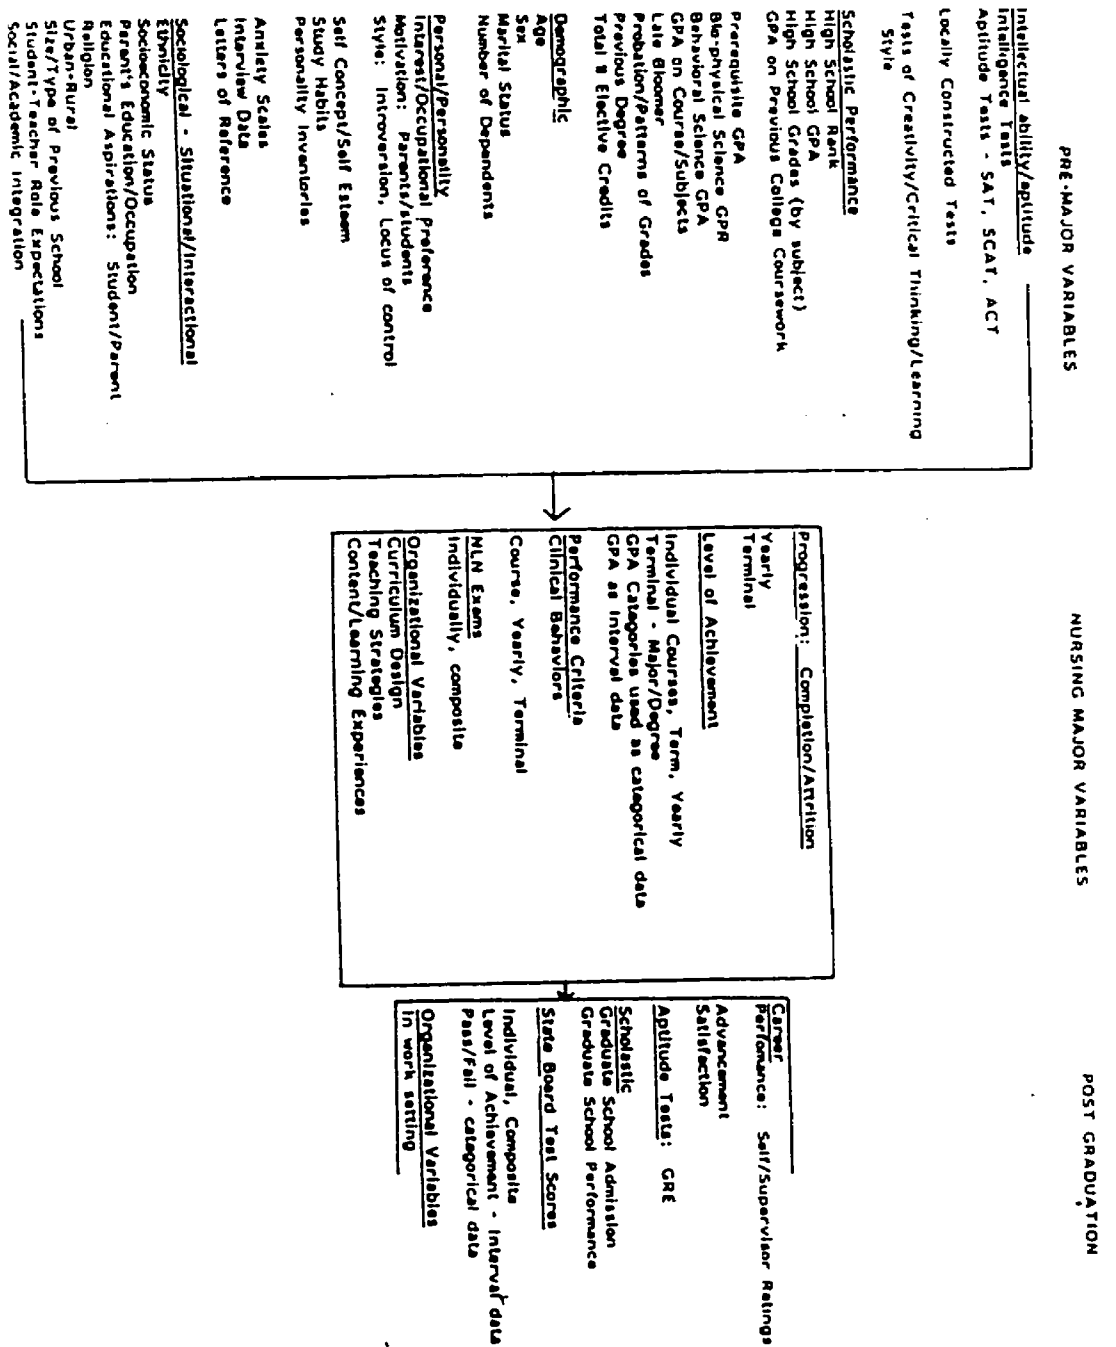 PRE-MAJOR VARIABLES
Intellectual ability/aptitude
Intelligence Tests
Aptitude Tests - SAT, SCAT, ACT
Locally Constructed Tests
Tests of Creativity/Critical Thinking/Learning
Style
Scholastic Performance
High School Rank
High School GPA
High School Grades (by subject)
GPA on Previous College Coursework
Prerequisite GPA
Bio-physical Science GPR
Behavioral Science GPA
GPA on Course/Subjects
Late Bloomer
Probation/Patterns of Grades
Previous Degree
Total # Elective Credits
Demographic
Age
Sex
Marital Status
Number of Dependents
Personal/Personality
Interest/Occupational Preference
Motivation: Parents/students
Style: Introversion, Locus of control
Self Concept/Self Esteem
Study Habits
Personality Inventories
Anxiety Scales
Interview Data
Letters of Reference
Sociological - Situational/Interactional
Ethnicity
Socioeconomic Status
Parent's Education/Occupation
Educational Aspirations: Student/Parent
Religion
Urban-Rural
Size/Type of Previous School
Student-Teacher Role Expectations
Social/Academic Integration
NURSING MAJOR VARIABLES
Progression: Completion/Attrition
Yearly
Terminal
Level of Achievement
Individual Courses, Term, Yearly
Terminal - Major/Degree
GPA Categories used as categorical data
GPA as interval data
Performance Criteria
Clinical Behaviors
Course, Yearly, Terminal
NLN Exams
Individually, composite
Organizational Variables
Curriculum Design
Teaching Strategies
Content/Learning Experiences
POST GRADUATION
Career
Perfomance: Self/Supervisor Ratings
Advancement
Satisfaction
Aptitude Tests: GRE
Scholastic
Graduate School Admission
Graduate School Performance
State Board Test Scores
Individual, Composite
Level of Achievement - Interval data
Pass/Fail - categorical data
Organizational Variables
in work setting